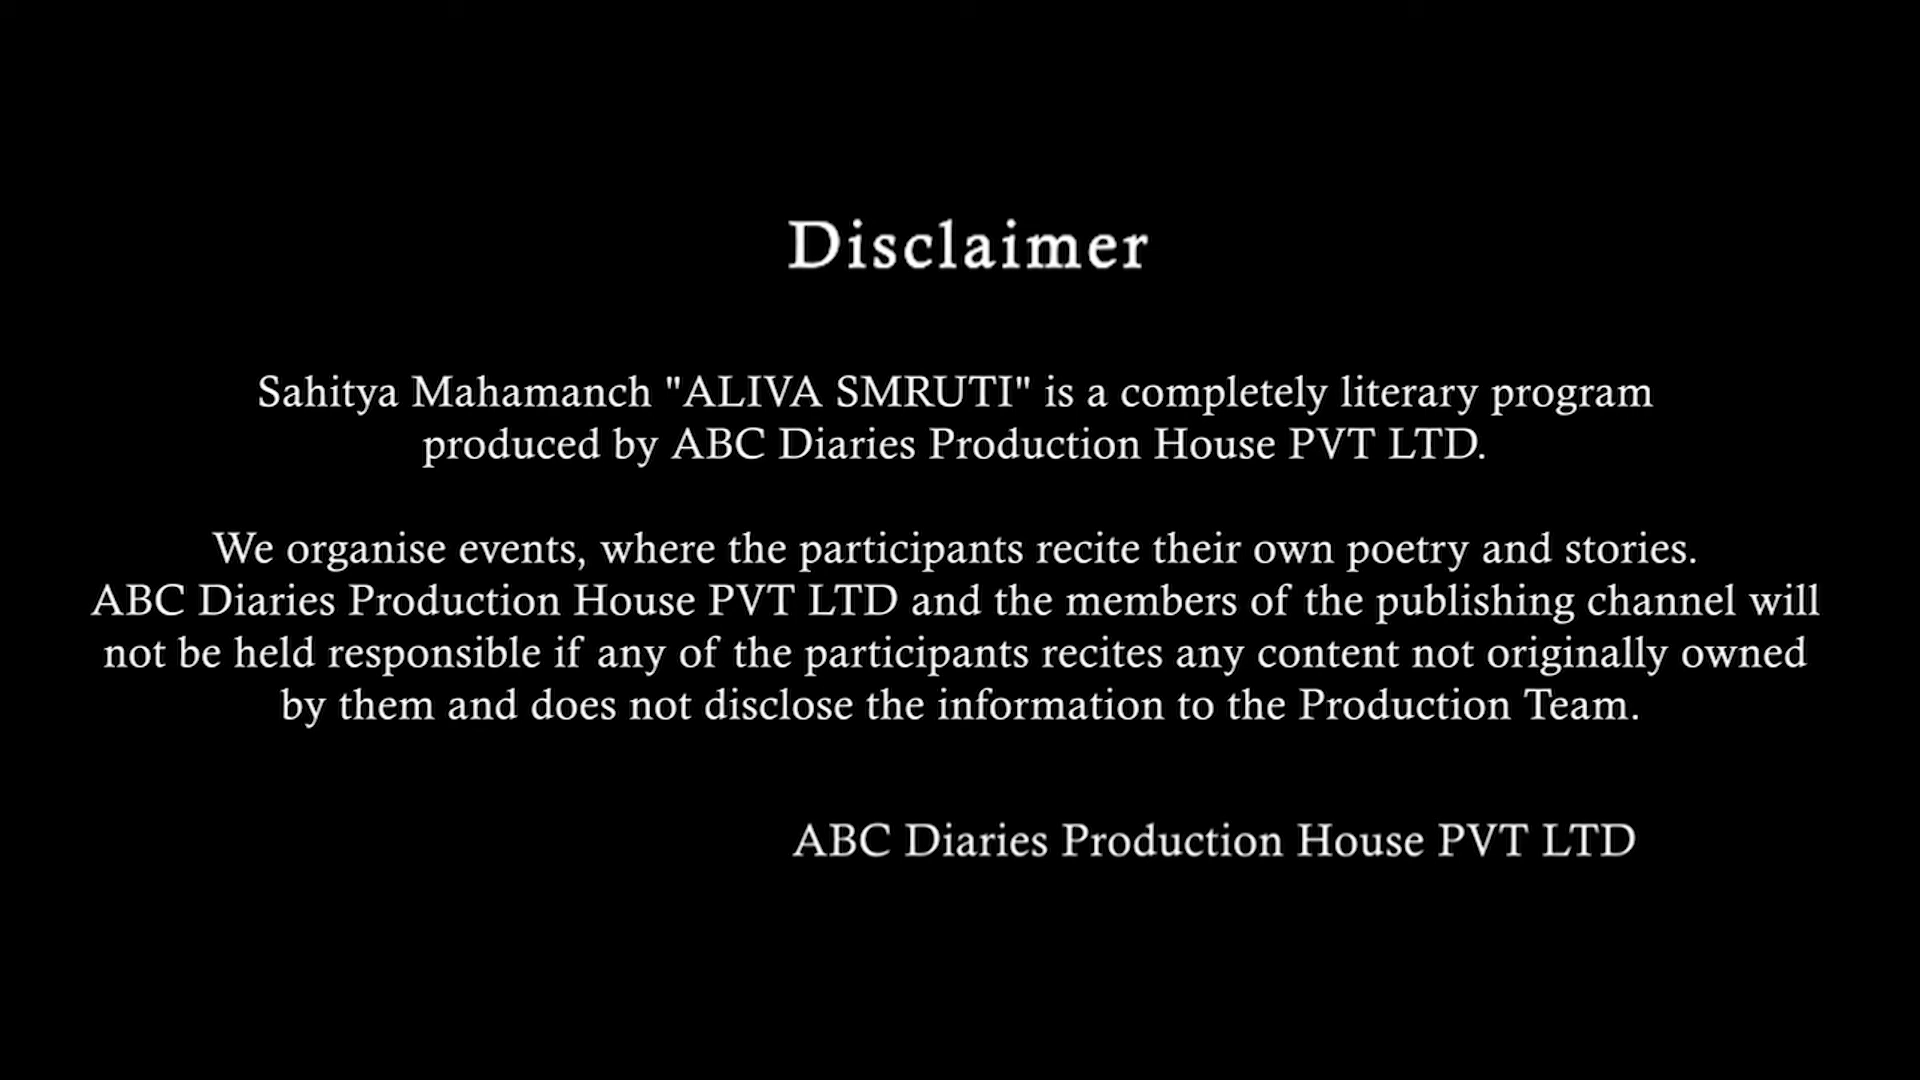 Disclaimer
Sahitya Mahamanch "ALIVA SMRUTI" is a completely literary program
produced by ABC Diaries Production House PVT LTD.
We organise events, where the participants recite their own poetry and stories.
ABC Diaries Production House PVT LTD and the members of the publishing channel will
not be held responsible if any of the participants recites any content not originally owned
by them and does not disclose the information to the Production Team.
ABC Diaries Production House PVT LTD